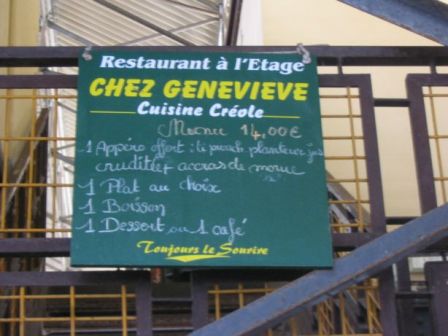 Restaurant à l'Etage
CHEZ GENEVIEVE
Cuisine Créole
Menu 14,00€
1 Appéro offert: ti punch, planteur, jus
crudité accras de morue
1 Plat au choix
1 Boisson
1 Dessert ou 1 café
Toujours le Sourire